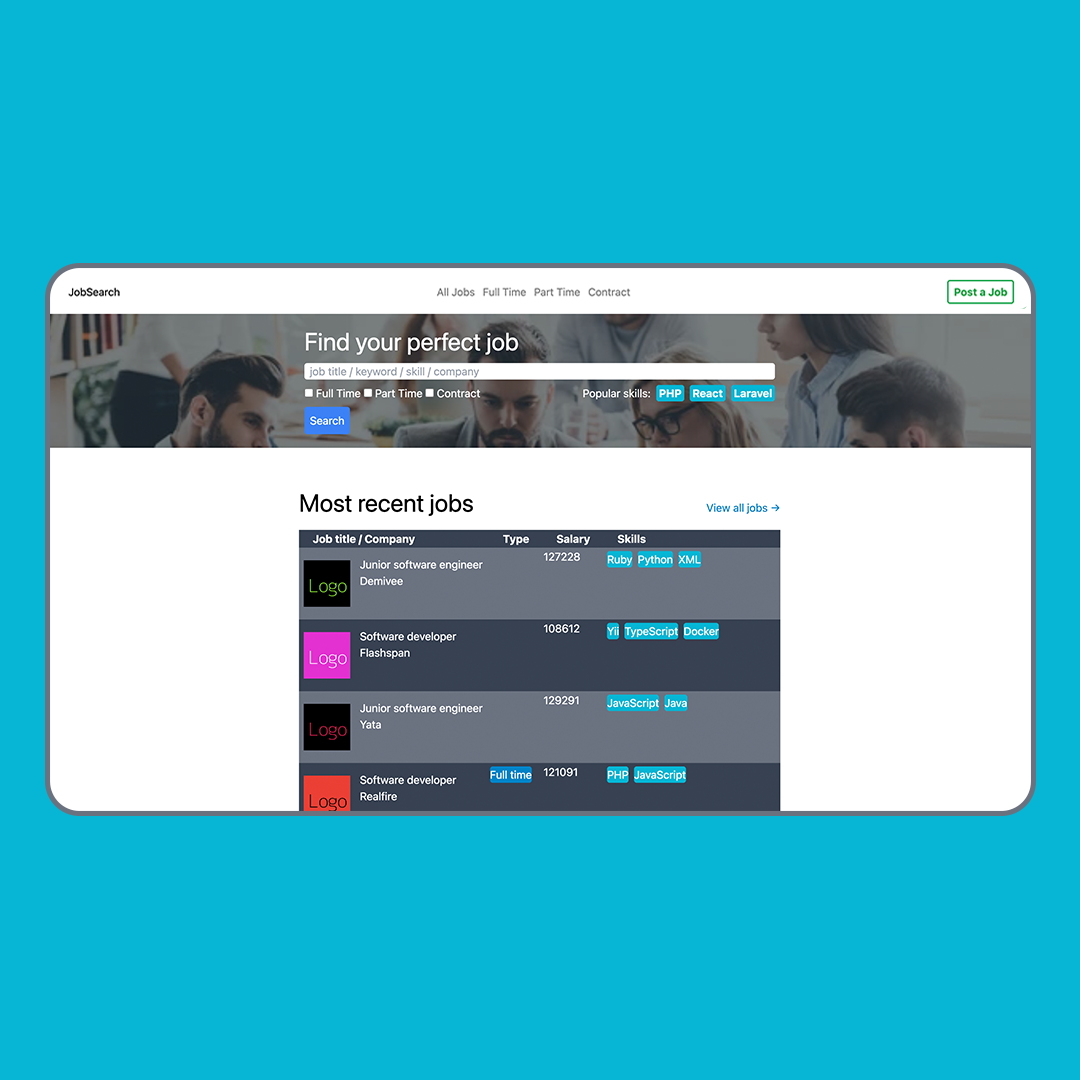 JobSearch All Jobs Full Time Part Time Contract Post a Job
Find your perfect job
job title / keyword / skill / company
Full Time Part Time Contract Popular skills: PHP React Laravel
Search
Most recent jobs View all jobs →
Job title / Company Type Salary Skills
Logo
Junior software engineer 127228 Ruby Python XML
Demivee
Logo
Software developer 108612 Yii TypeScript Docker
Flashspan
Logo
Junior software engineer 129291 JavaScript Java
Yata
Logo
Software developer Full time 121091 PHP JavaScript
Realfire